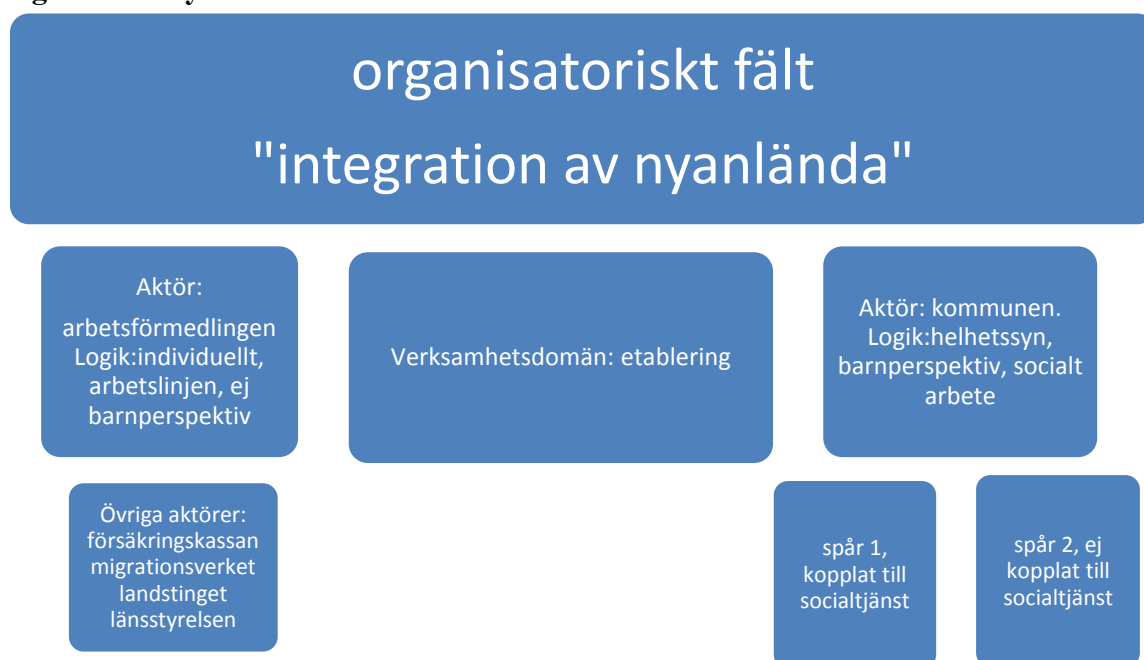 organisatoriskt fält
"integration av nyanlända"
Aktör:
arbetsförmedlingen
Logik:individuellt,
arbetslinjen, ej
barnperspektiv
Verksamhetsdomän: etablering
Aktör: kommunen.
Logik:helhetssyn,
barnperspektiv, socialt
arbete
Övriga aktörer:
försäkringskassan
migrationsverket
landstinget
länsstyrelsen
spår 1,
kopplat till
socialtjänst
spår 2, ej
kopplat till
socialtjänst